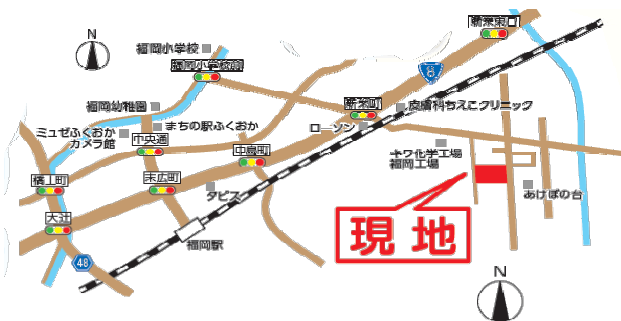 福岡小学校
N
福岡小学校前
新栄東口
8
福岡幼稚園
まちの駅ふくおか
ミュゼふくおか
カメラ館
中央通
新栄町
ローソン
皮膚科ちえこクリニック
中島町
キワ化学工場
福岡工場
横丁町
末広町
タピス
あけぼの台
大辻
現地
福岡駅
48
N